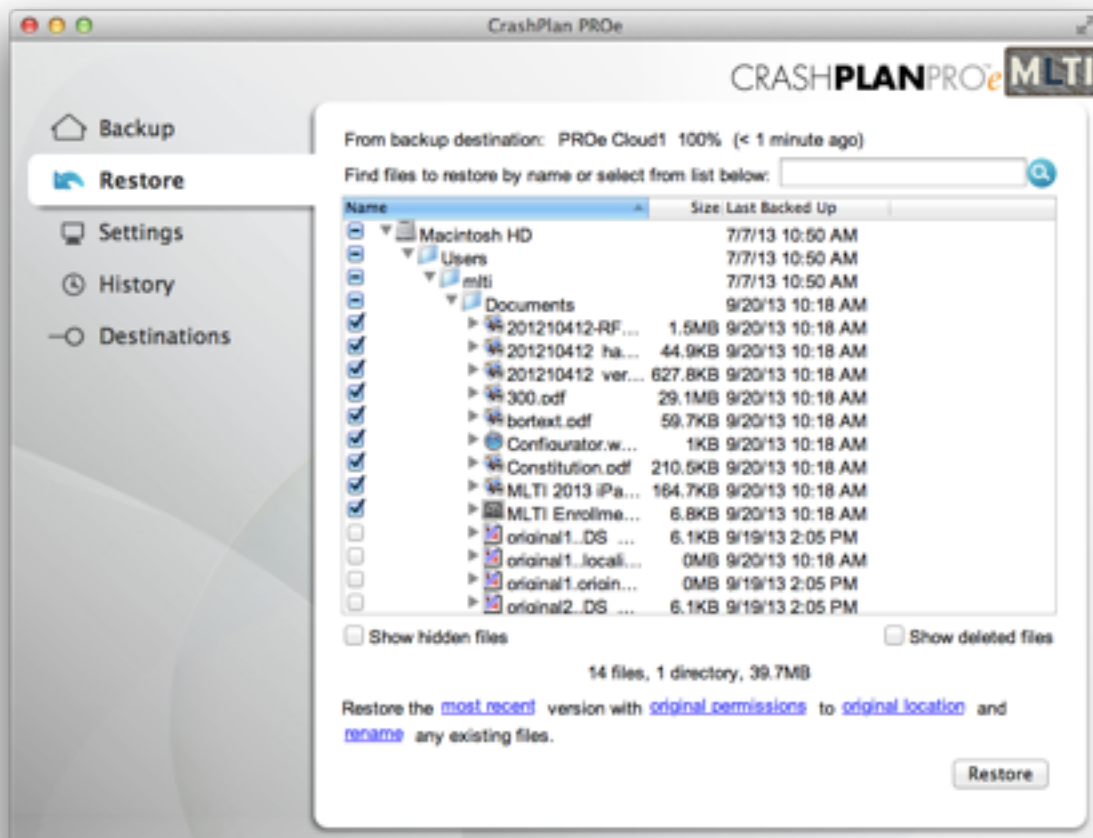 CrashPlan PROe
CRASHPLANPRO™e MLTI
Backup
Restore
Settings
History
Destinations
From backup destination: PROe Cloud1 100% (< 1 minute ago)
Find files to restore by name or select from list below:
Name Size Last Backed Up
Macintosh HD 7/7/13 10:50 AM
Users 7/7/13 10:50 AM
mlti 7/7/13 10:50 AM
Documents 9/20/13 10:18 AM
201210412-RF... 1.5MB 9/20/13 10:18 AM
201210412_ha... 44.9KB 9/20/13 10:18 AM
201210412_ver... 627.8KB 9/20/13 10:18 AM
300.pdf 29.1MB 9/20/13 10:18 AM
bortext.pdf 59.7KB 9/20/13 10:18 AM
Configurator.w... 1KB 9/20/13 10:18 AM
Constitution.pdf 210.5KB 9/20/13 10:18 AM
MLTI 2013 iPa... 164.7KB 9/20/13 10:18 AM
MLTI Enrollme... 6.8KB 9/20/13 10:18 AM
original1..DS_... 6.1KB 9/19/13 2:05 PM
original1..locali... 0MB 9/20/13 10:18 AM
original1.origin... 0MB 9/19/13 2:05 PM
original2..DS_... 6.1KB 9/19/13 2:05 PM
Show hidden files Show deleted files
14 files, 1 directory, 39.7MB
Restore the most recent version with original permissions to original location and
rename any existing files.
Restore